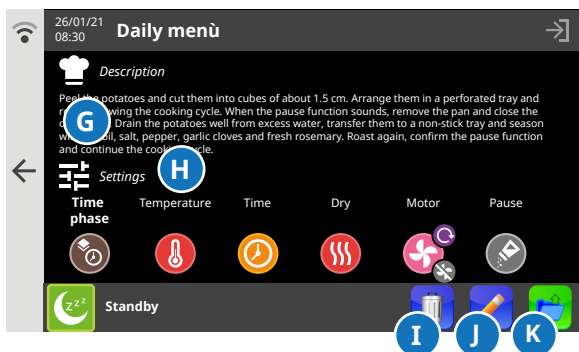 26/01/21
08:30
Daily menù
Description
Peel the potatoes and cut them into cubes of about 1.5 cm. Arrange them in a perforated tray and
wing the cooking cycle. When the pause function sounds, remove the pan and close the
G
Drain the potatoes well from excess water, transfer them to a non-stick tray and season
oil, salt, pepper, garlic cloves and fresh rosemary. Roast again, confirm the pause function
and continue the cooking cycle.
H
Settings
Time phase
Temperature
Time
Dry
Motor
Pause
zzz
Standby
I
J
K